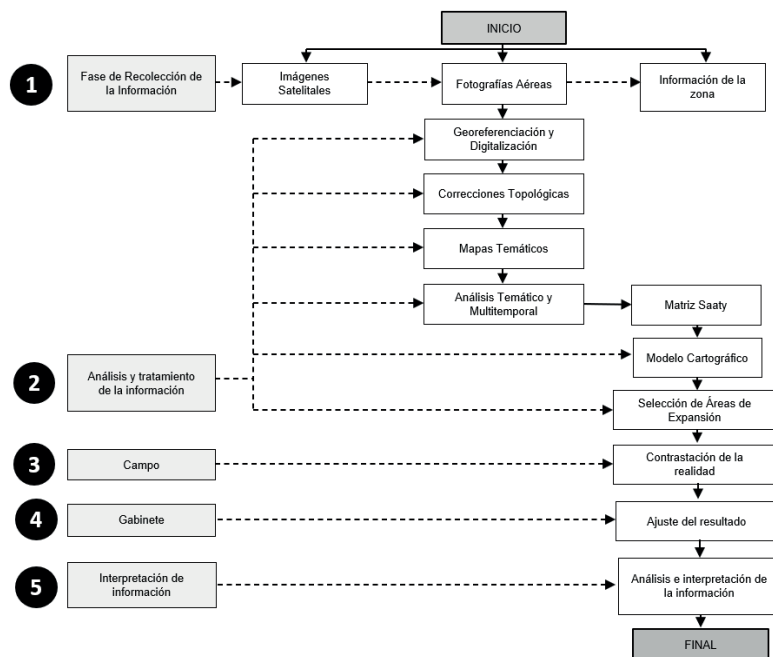 INICIO
1
Fase de Recolección de
la Información
Imágenes
Satelitales
Fotografías Aéreas
Información de la
zona
Georeferenciación y
Digitalización
Correcciones Topológicas
Mapas Temáticos
Análisis Temático y
Multitemporal
Matriz Saaty
Modelo Cartográfico
2
Análisis y tratamiento
de la información
Selección de Áreas de
Expansión
3
Campo
Contrastación de la
realidad
4
Gabinete
Ajuste del resultado
5
Interpretación de
información
Análisis e interpretación de
la información
FINAL